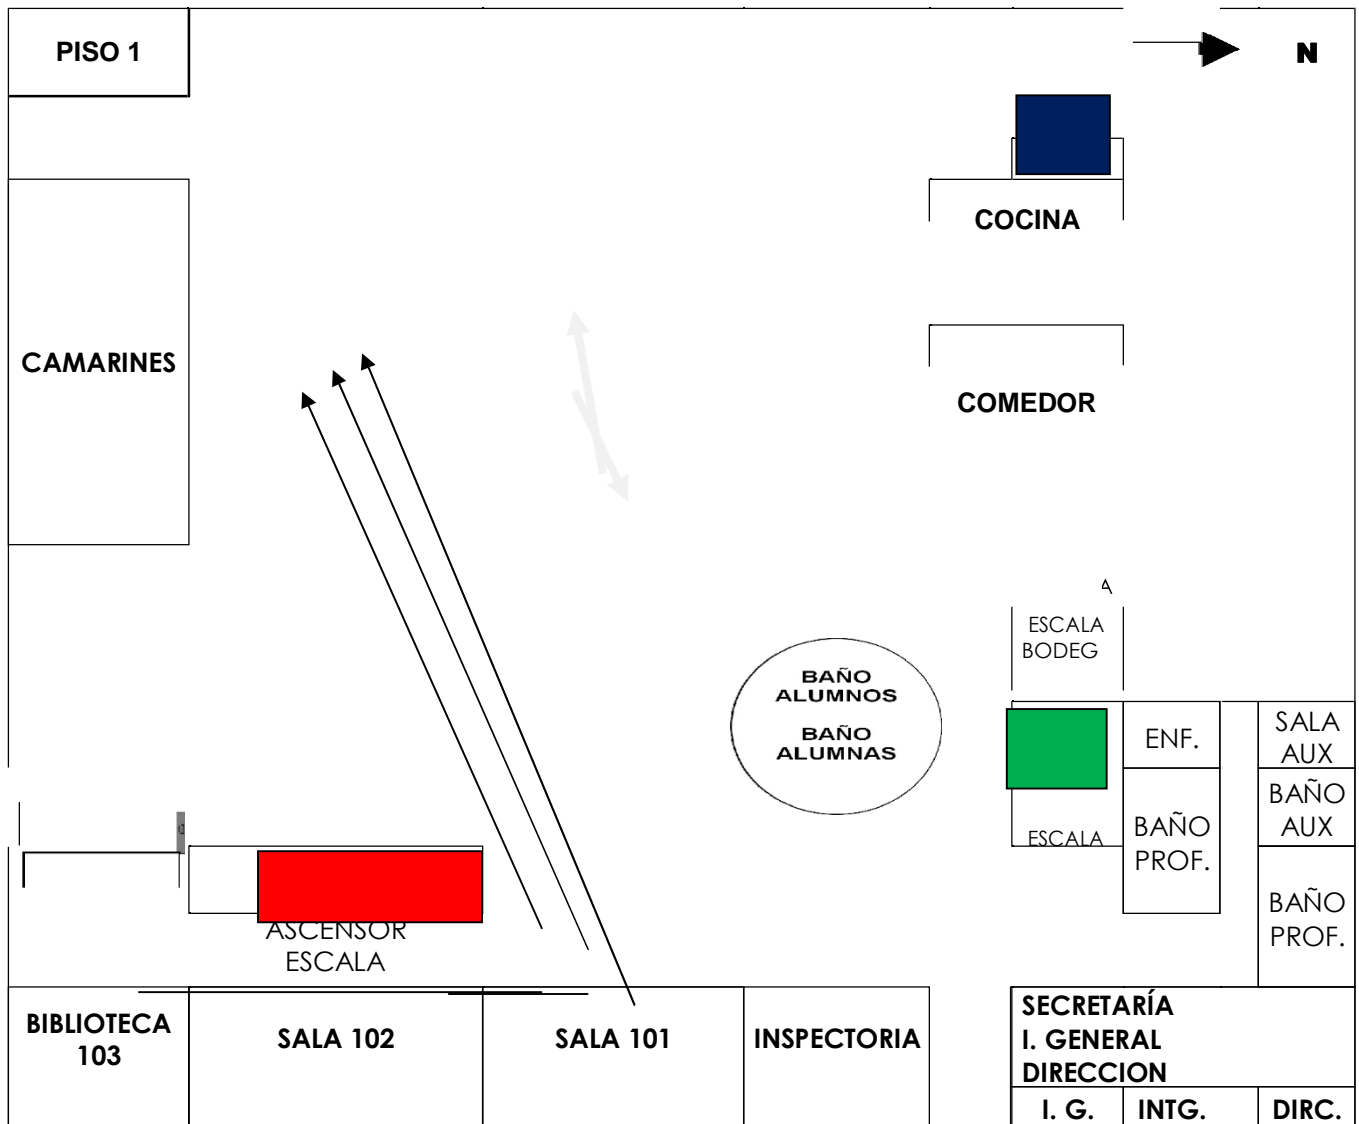 PISO 1
N
COCINA
CAMARINES
COMEDOR
A
ESCALA
BODEG
BAÑO
ALUMNOS
BAÑO
ALUMNAS
ENF.
SALA
AUX
BAÑO
AUX
ESCALA
BAÑO
PROF.
BAÑO
PROF.
ASCENSOR
ESCALA
BIBLIOTECA
103
SALA 102
SALA 101
INSPECTORIA
SECRETARÍA
I. GENERAL
DIRECCION
I. G.
INTG.
DIRC.